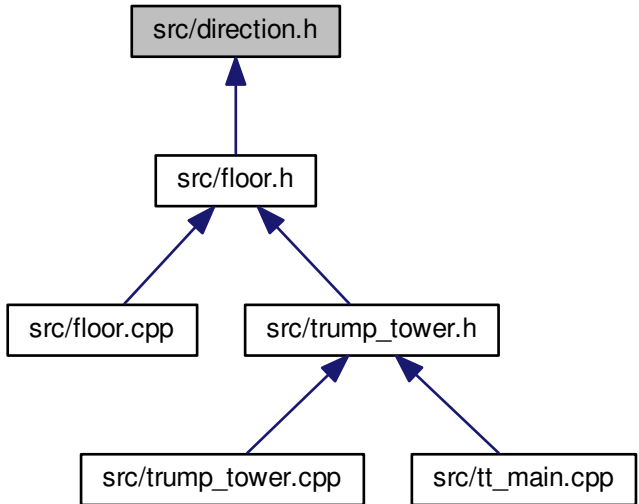 src/direction.h
src/floor.h
src/floor.cpp
src/trump_tower.h
src/trump_tower.cpp
src/tt_main.cpp